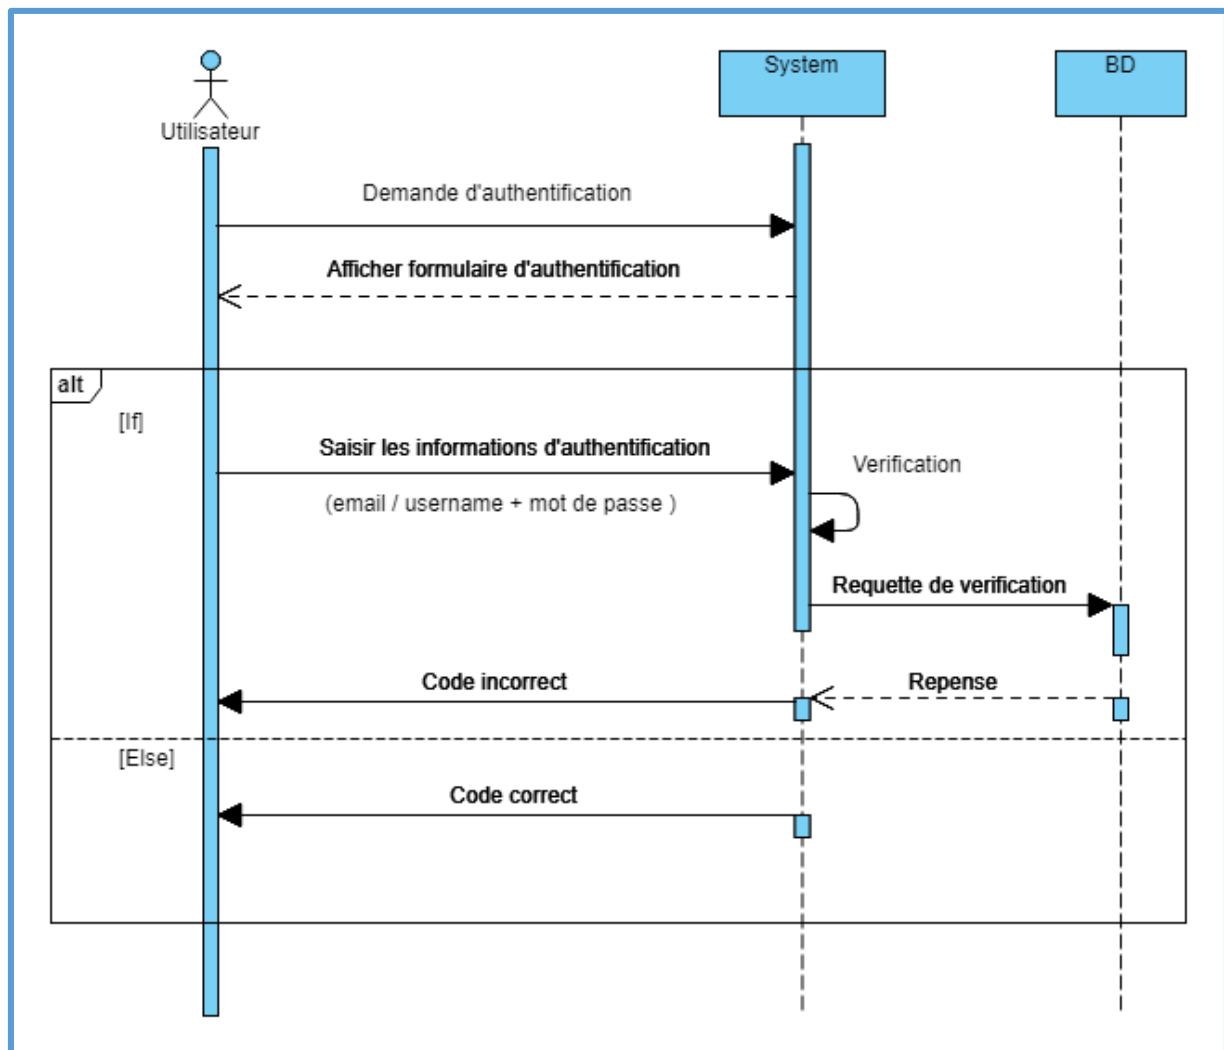 System
BD
Utilisateur
Demande d'authentification
Afficher formulaire d'authentification
alt
[If]
Saisir les informations d'authentification
Verification
(email / username + mot de passe )
Requette de verification
Code incorrect
Repense
[Else]
Code correct